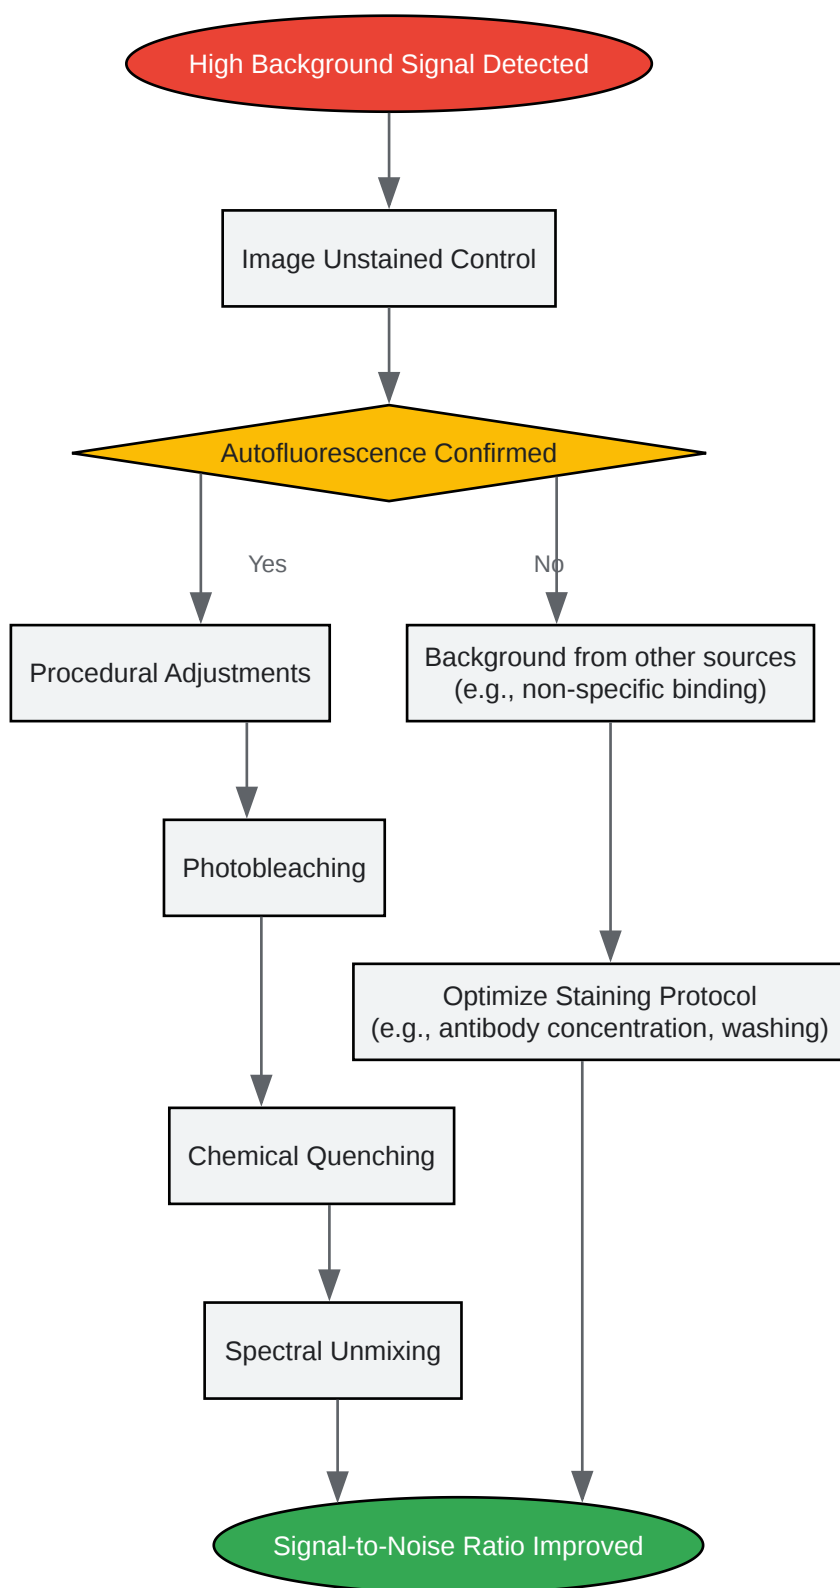 High Background Signal Detected
Image Unstained Control
Autofluorescence Confirmed
Yes
No
Procedural Adjustments
Background from other sources
(e.g., non-specific binding)
Photobleaching
Optimize Staining Protocol
(e.g., antibody concentration, washing)
Chemical Quenching
Spectral Unmixing
Signal-to-Noise Ratio Improved